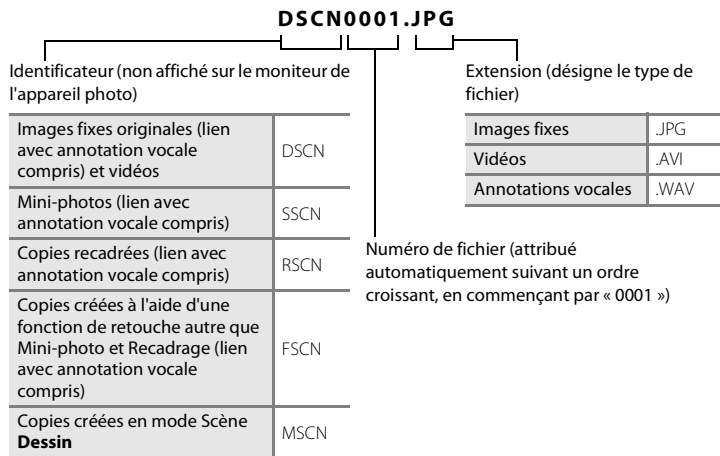 DSCN0001.JPG
Identificateur (non affiché sur le moniteur de
l'appareil photo)
Images fixes originales (lien
avec annotation vocale
compris) et vidéos
DSCN
Mini-photos (lien avec
annotation vocale compris)
SSCN
Copies recadrées (lien avec
annotation vocale compris)
RSCN
Copies créées à l'aide d'une
fonction de retouche autre que
Mini-photo et Recadrage (lien
avec annotation vocale
compris)
FSCN
Copies créées en mode Scène
Dessin
MSCN
Extension (désigne le type de
fichier)
Images fixes
.JPG
Vidéos
.AVI
Annotations vocales
.WAV
Numéro de fichier (attribué
automatiquement suivant un ordre
croissant, en commençant par « 0001 »)